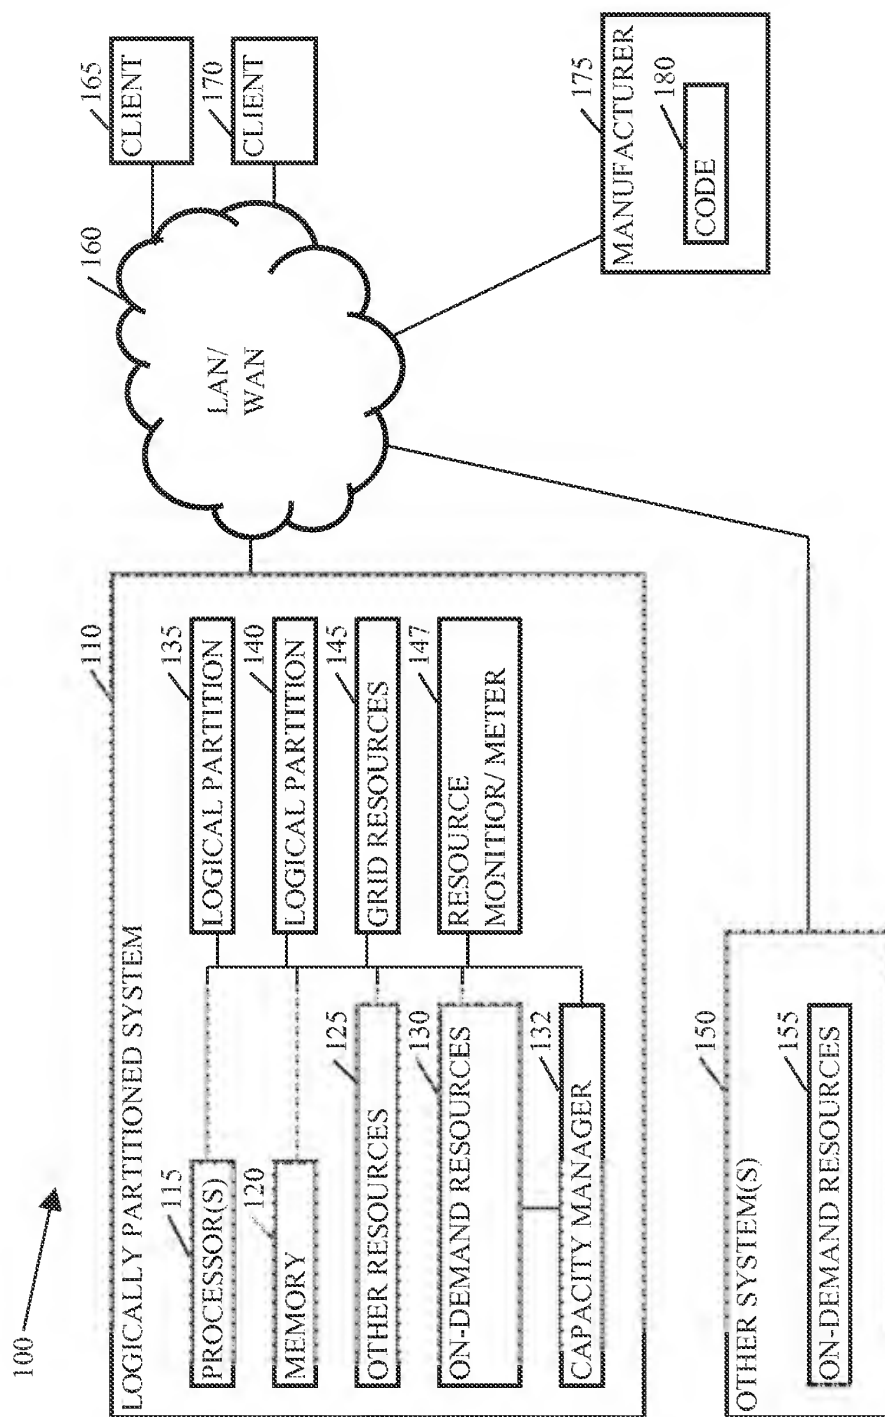 100
LOGICALLY PARTITIONED SYSTEM
110
PROCESSOR(S)
115
MEMORY
120
OTHER RESOURCES
125
ON-DEMAND RESOURCES
130
CAPACITY MANAGER
132
LOGICAL PARTITION
135
LOGICAL PARTITION
140
GRID RESOURCES
145
RESOURCE
MONITIOR/ METER
147
LAN/
WAN
160
CLIENT
165
CLIENT
170
OTHER SYSTEM(S)
150
ON-DEMAND RESOURCES
155
MANUFACTURER
175
CODE
180